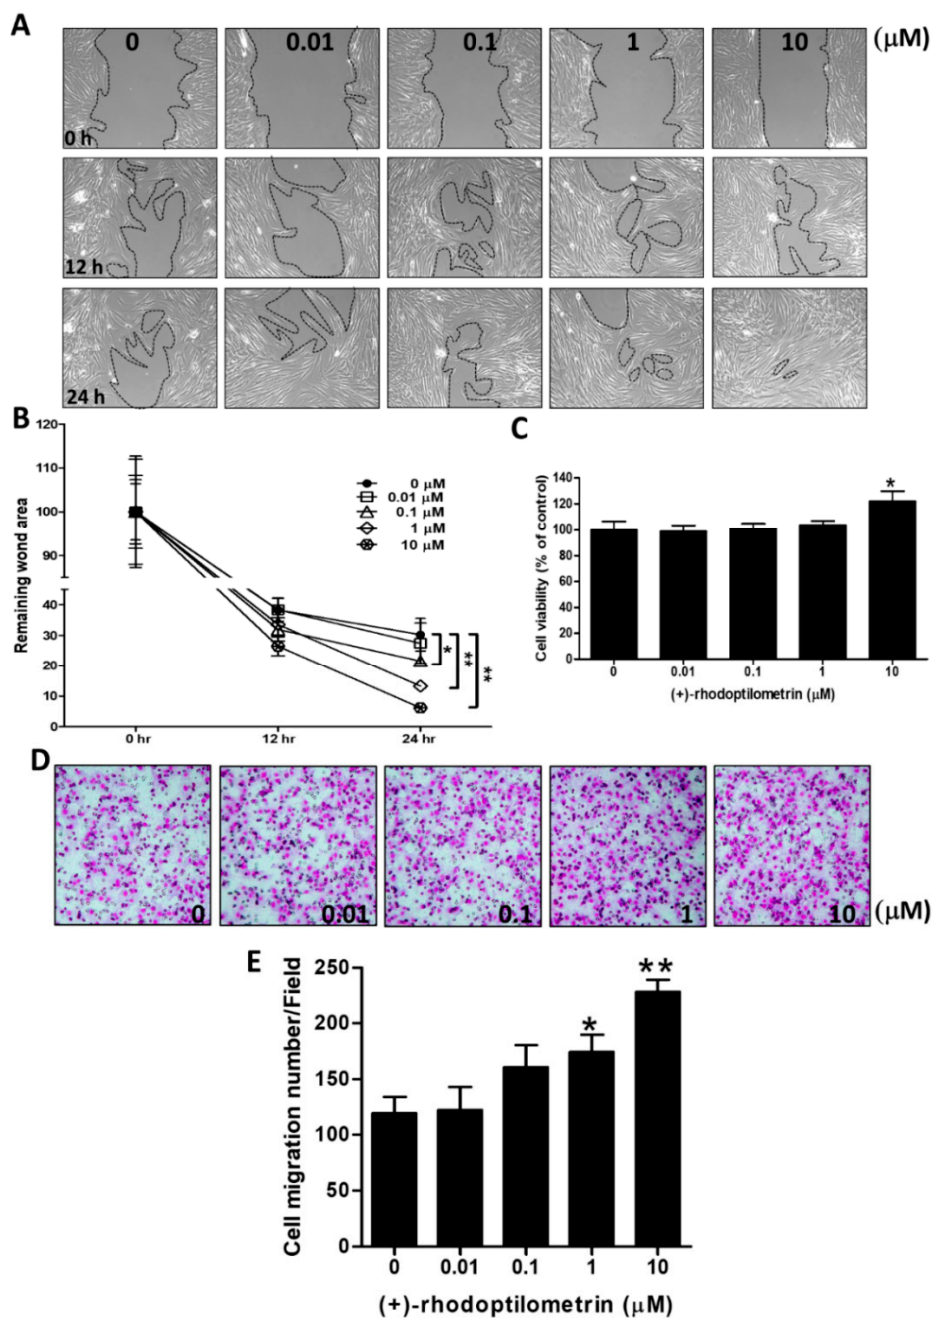 A
0 0.01 0.1 1 10 (μM)
0 h
12 h
24 h
B
120
110
100
90
40
30
20
10
0
Remaining wond area
0 μM
0.01 μM
0.1 μM
1 μM
10 μM
*
**
**
0 hr 12 hr 24 hr
C
140
120
100
80
60
40
20
0
Cell viability (% of control)
*
0 0.01 0.1 1 10
(+)-rhodoptilometrin (μM)
D
0 0.01 0.1 1 10 (μM)
E
250
200
150
100
50
0
Cell migration number/Field
*
**
0 0.01 0.1 1 10
(+)-rhodoptilometrin (μM)